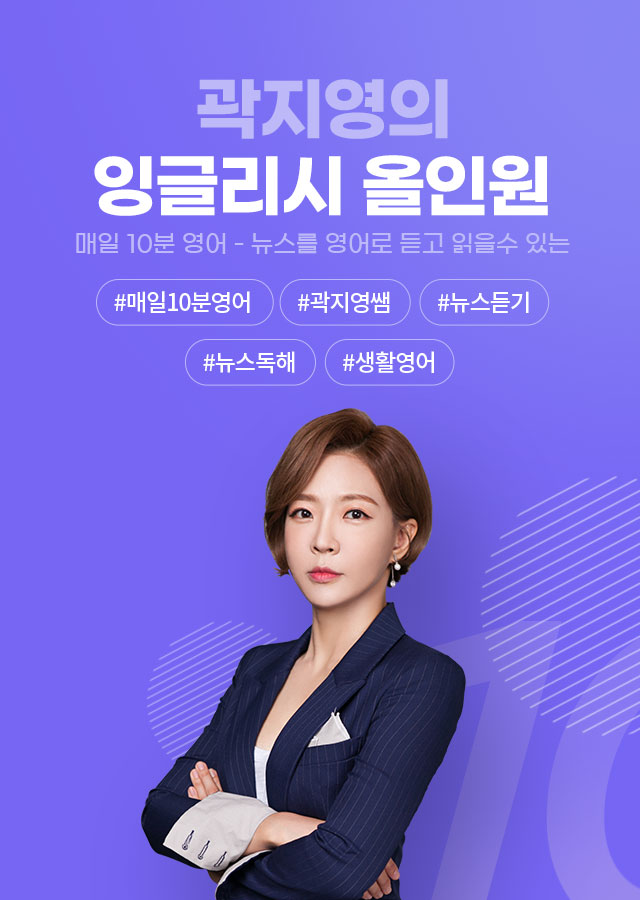 곽지영의
잉글리시 올인원
매일 10분 영어 - 뉴스를 영어로 듣고 읽을수 있는
#매일10분영어 #곽지영쌤 #뉴스듣기
#뉴스독해 #생활영어
10